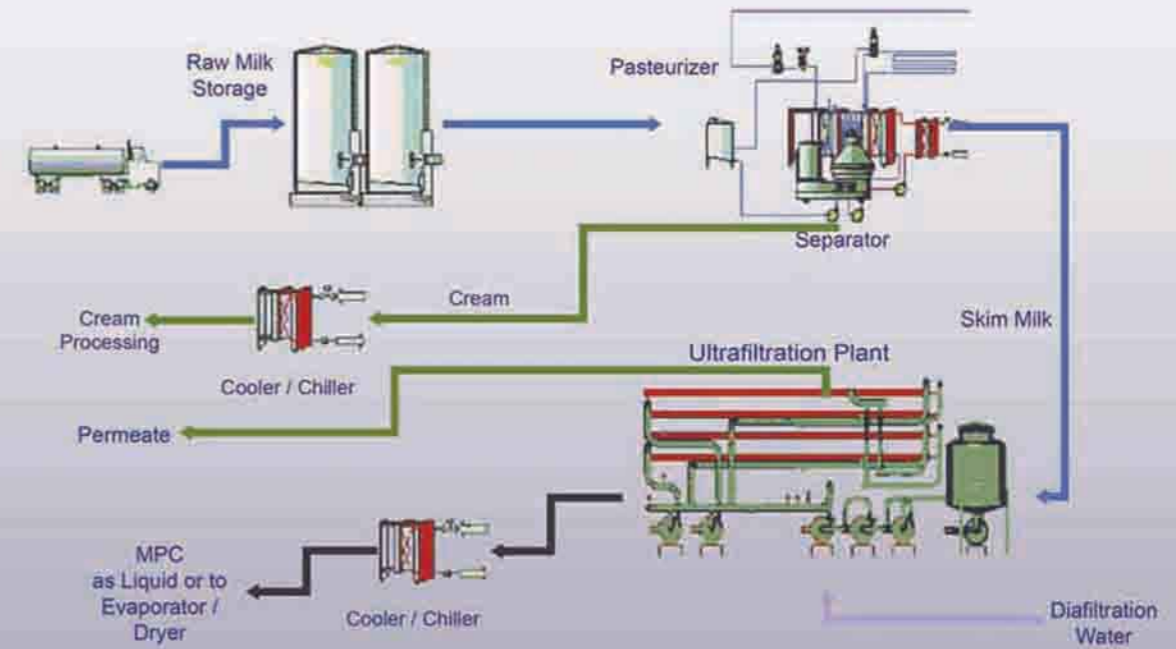 Raw Milk
Storage
Pasteurizer
Separator
Cream
Cream
Processing
Cooler / Chiller
Skim Milk
Ultrafiltration Plant
Permeate
MPC
as Liquid or to
Evaporator /
Dryer
Cooler / Chiller
Diafiltration
Water